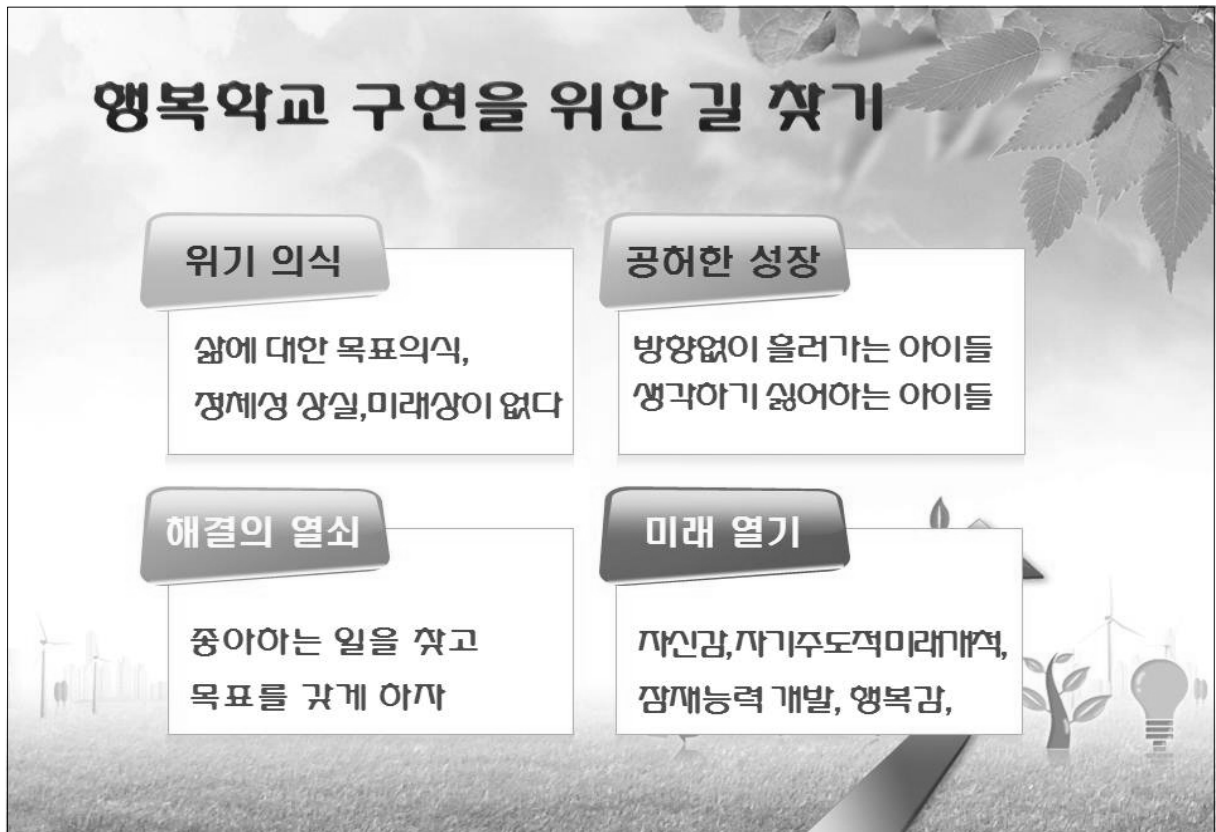 행복학교 구현을 위한 길 찾기
위기 의식
삶에 대한 목표의식,
정체성 상실,미래상이 없다
공허한 성장
방향없이 흘러가는 아이들
생각하기 싫어하는 아이들
해결의 열쇠
좋아하는 일을 찾고
목표를 갖게 하자
미래 열기
자신감,자기주도적미래개척,
잠재능력 개발, 행복감,